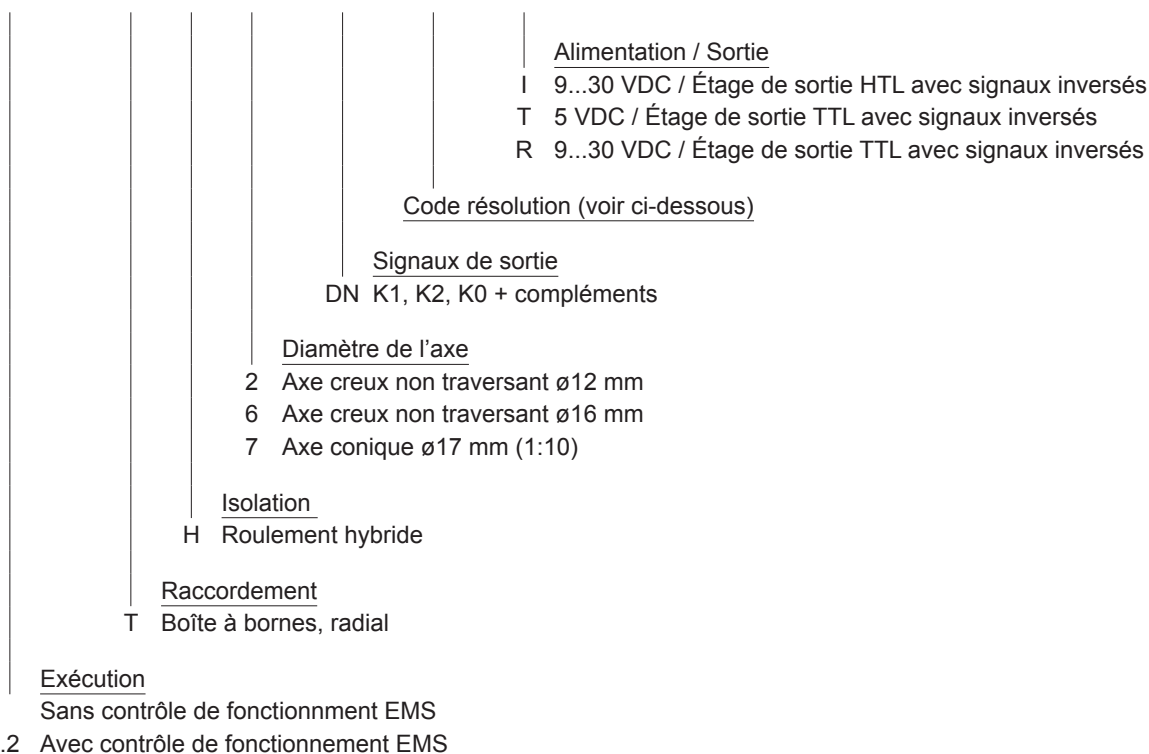 Alimentation / Sortie
I 9...30 VDC / Étage de sortie HTL avec signaux inversés
T 5 VDC / Étage de sortie TTL avec signaux inversés
R 9...30 VDC / Étage de sortie TTL avec signaux inversés
Code résolution (voir ci-dessous)
Signaux de sortie
DN K1, K2, K0 + compléments
Diamètre de l'axe
2 Axe creux non traversant ø12 mm
6 Axe creux non traversant ø16 mm
7 Axe conique ø17 mm (1:10)
Isolation
H Roulement hybride
Raccordement
T Boîte à bornes, radial
Exécution
Sans contrôle de fonctionnment EMS
.2 Avec contrôle de fonctionnement EMS